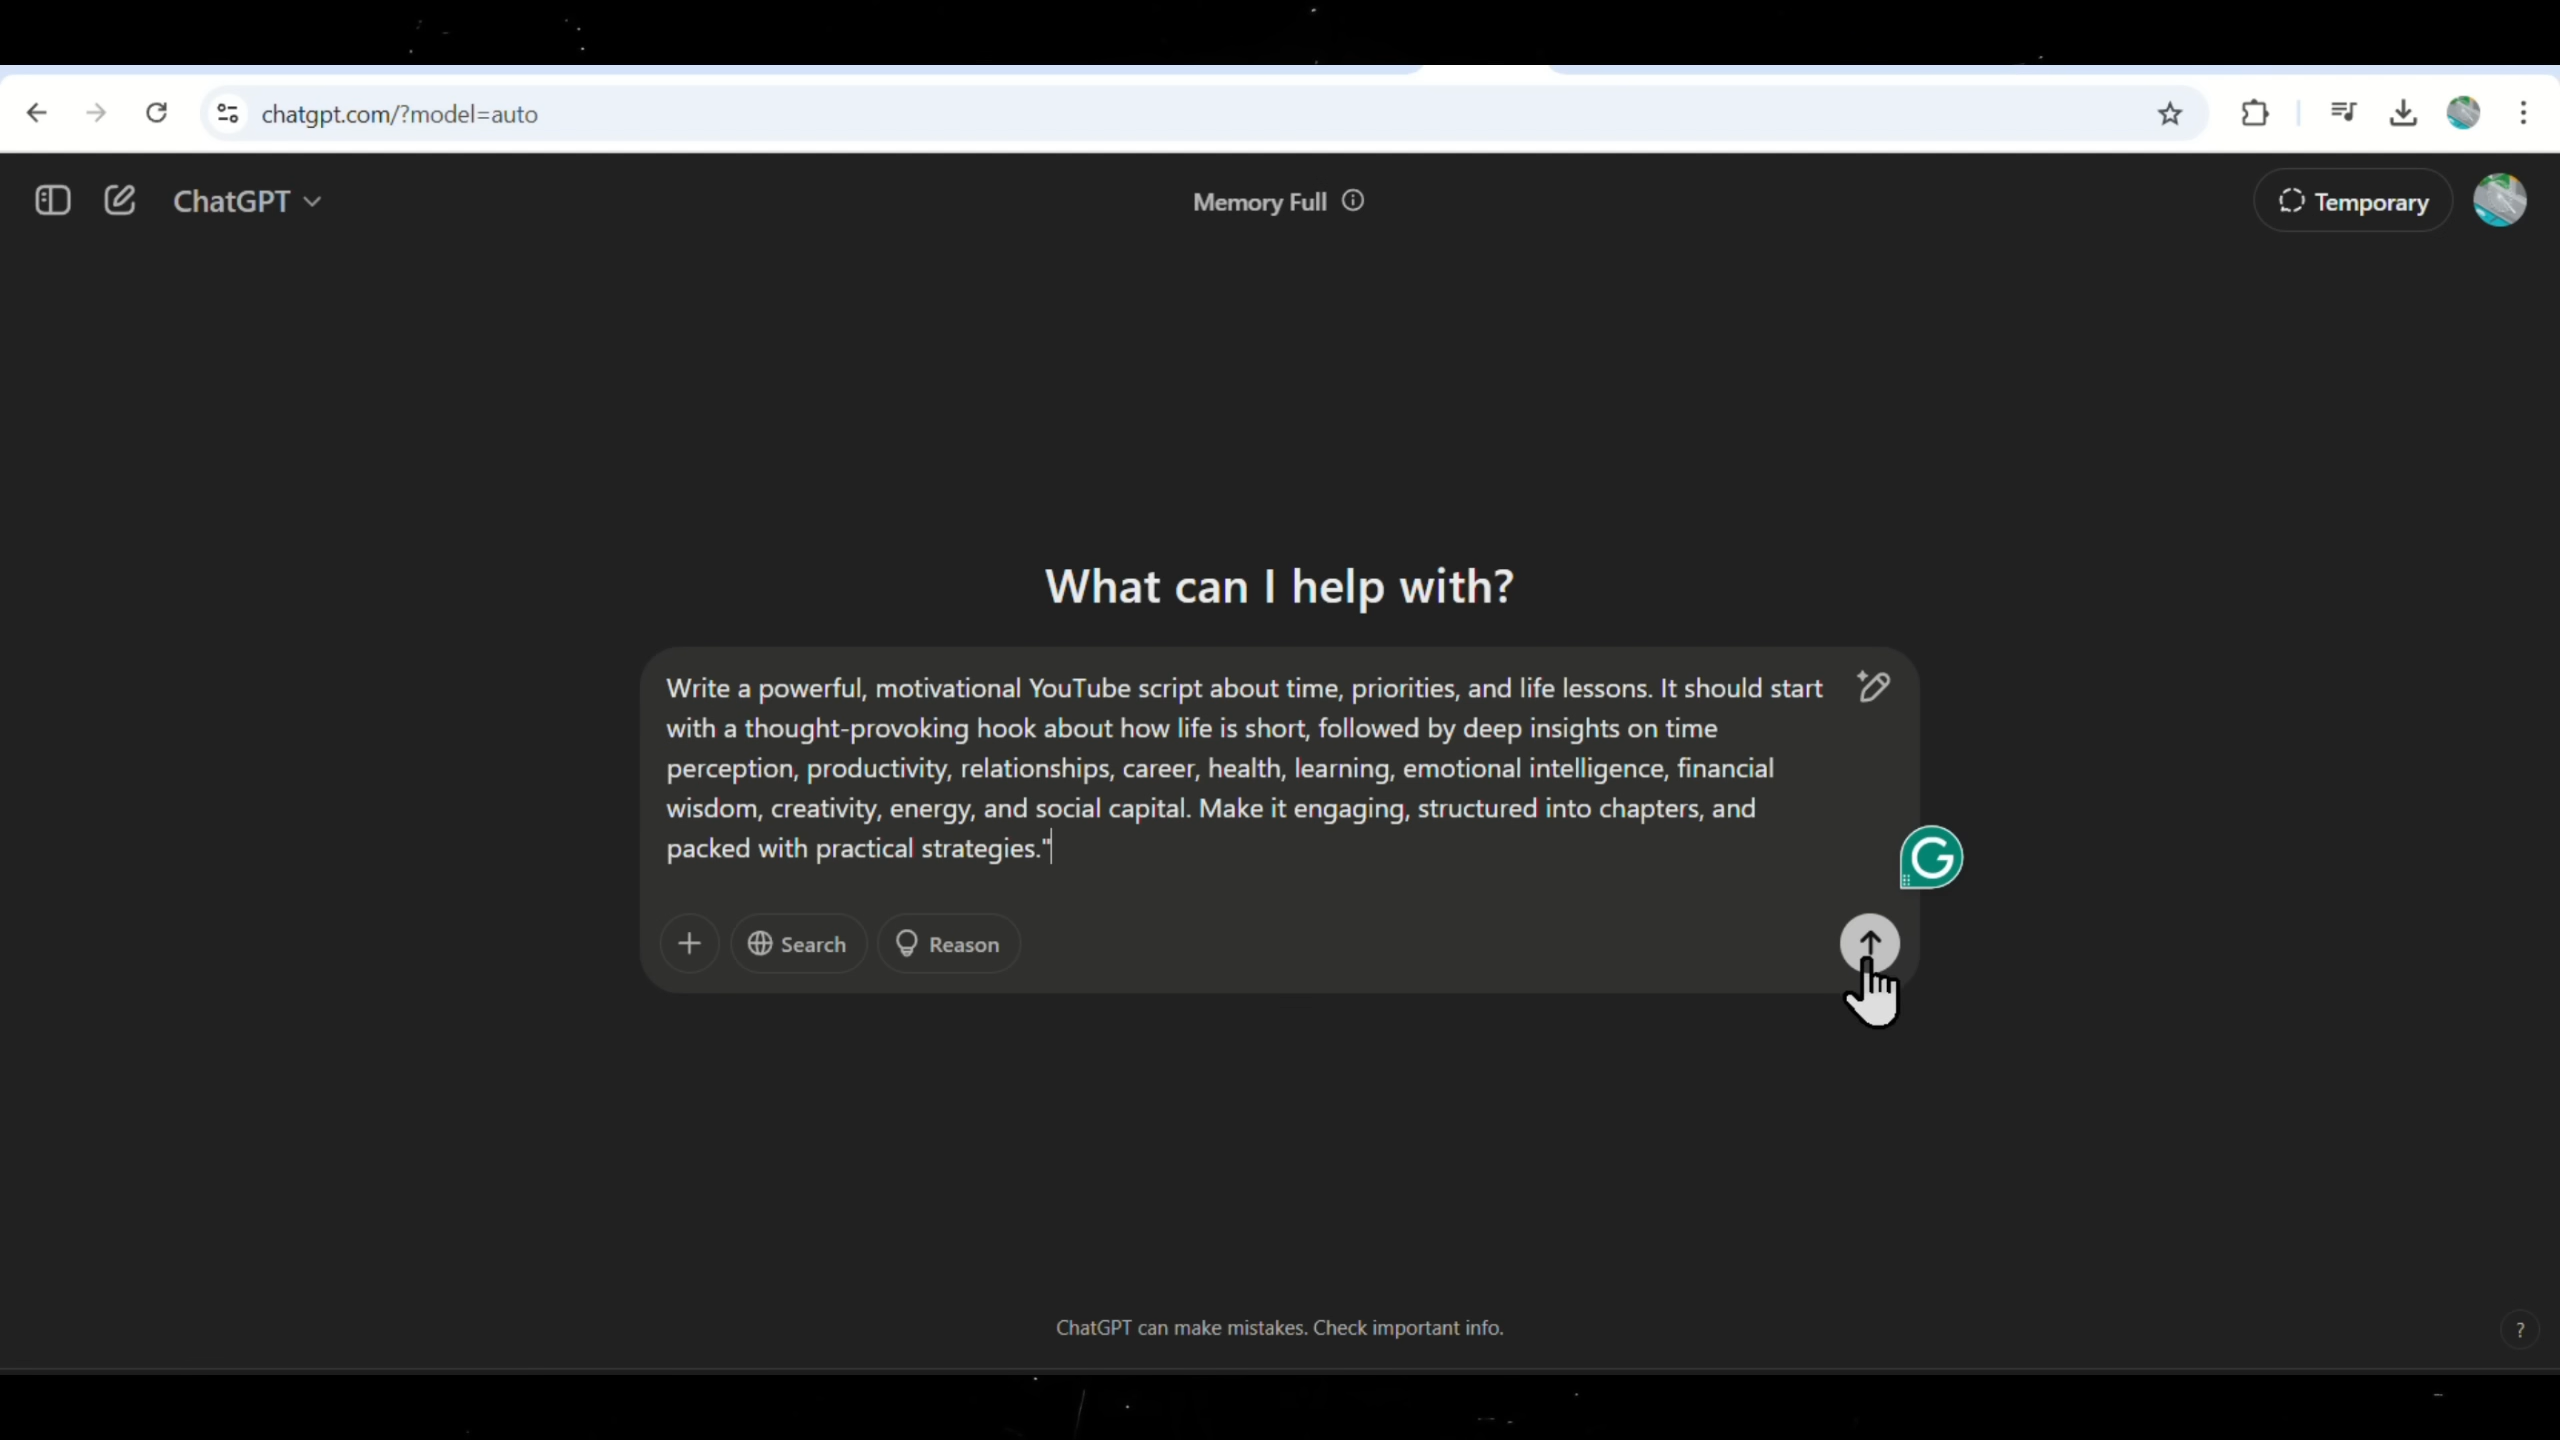 chatgpt.com/?model=auto
ChatGPT
Memory Full
Temporary
What can I help with?
Write a powerful, motivational YouTube script about time, priorities, and life lessons. It should start
with a thought-provoking hook about how life is short, followed by deep insights on time
perception, productivity, relationships, career, health, learning, emotional intelligence, financial
wisdom, creativity, energy, and social capital. Make it engaging, structured into chapters, and
packed with practical strategies."
G
Search
Reason
ChatGPT can make mistakes. Check important info.
?